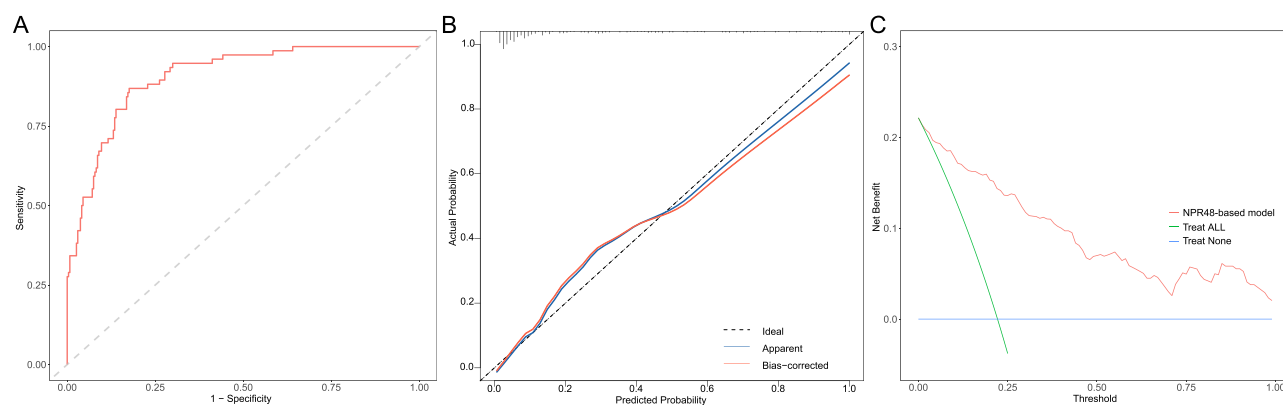 A
1.00
0.75
0.50
0.25
0.00
Sensitivity
0.00
0.25
0.50
0.75
1.00
1 − Specificity
B
1.0
0.8
0.6
0.4
0.2
0.0
Actual Probability
0.0
0.2
0.4
0.6
0.8
1.0
Predicted Probability
Ideal
Apparent
Bias−corrected
C
0.3
0.2
0.1
0.0
Net Benefit
0.00
0.25
0.50
0.75
1.00
Threshold
NPR48-based model
Treat ALL
Treat None